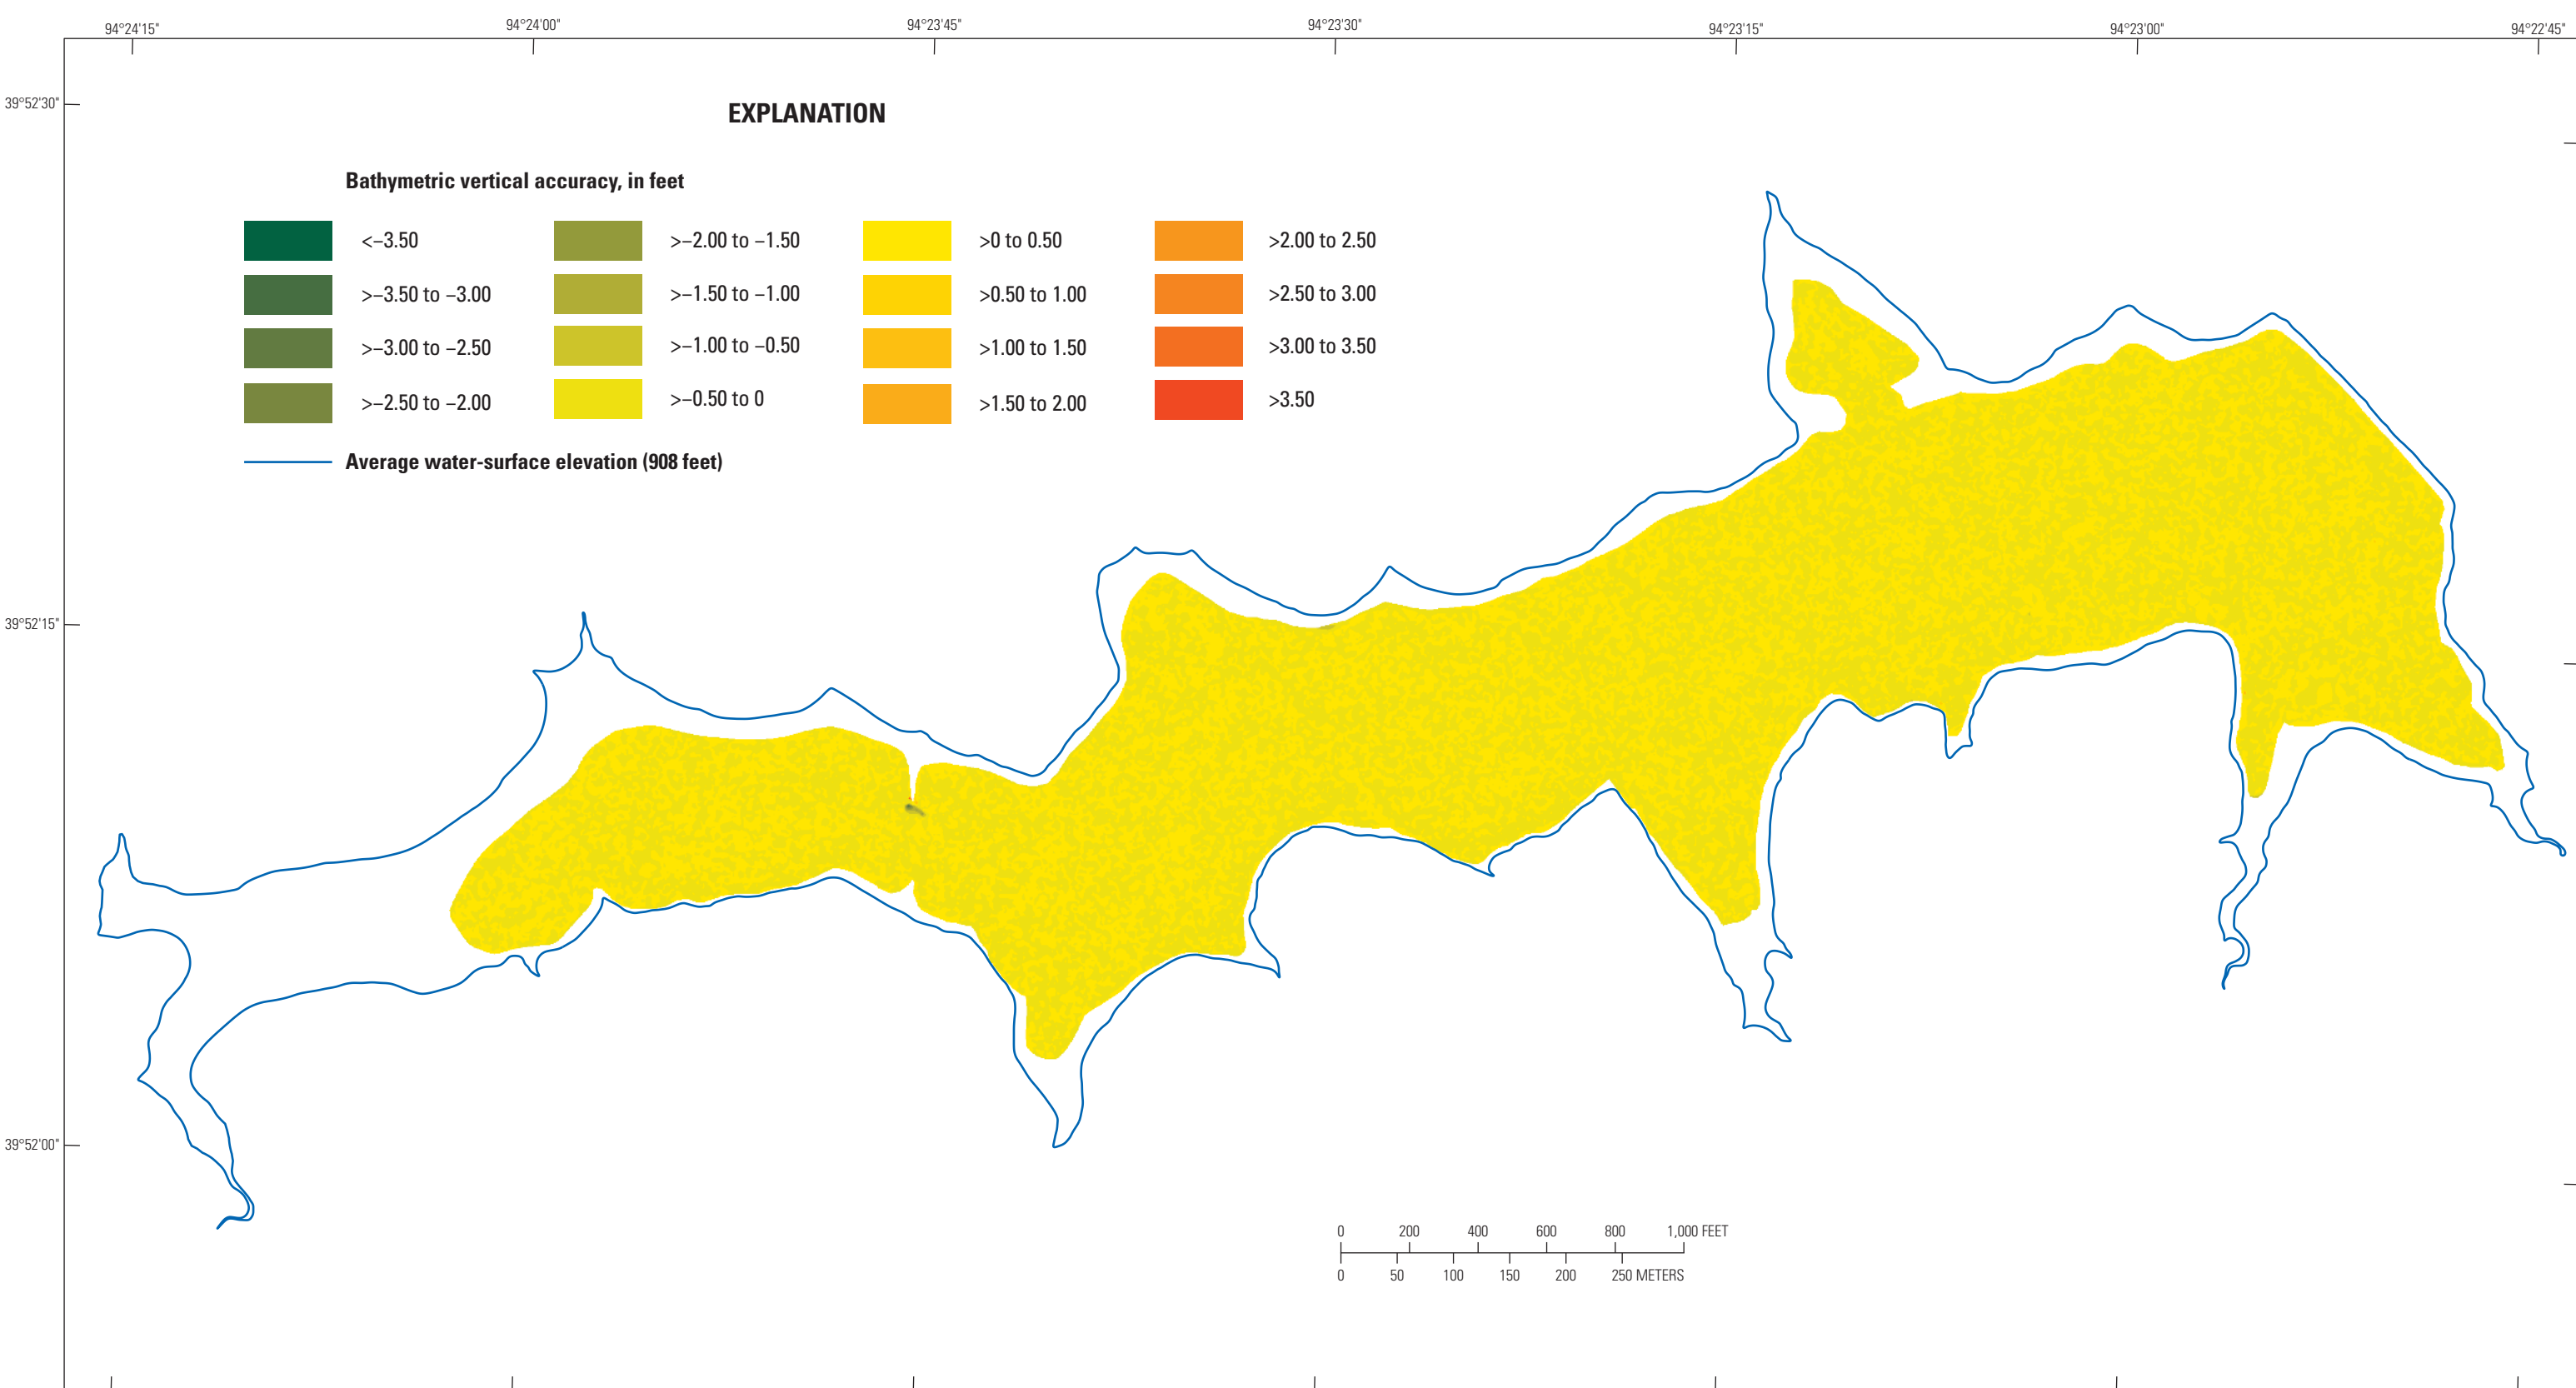 94°24'15" 94°24'00" 94°23'45" 94°23'30" 94°23'15" 94°23'00" 94°22'45"
39°52'30"
EXPLANATION
Bathymetric vertical accuracy, in feet
<–3.50 >–2.00 to –1.50 >0 to 0.50 >2.00 to 2.50
>–3.50 to –3.00 >–1.50 to –1.00 >0.50 to 1.00 >2.50 to 3.00
>–3.00 to –2.50 >–1.00 to –0.50 >1.00 to 1.50 >3.00 to 3.50
>–2.50 to –2.00 >–0.50 to 0 >1.50 to 2.00 >3.50
Average water-surface elevation (908 feet)
39°52'15"
39°52'00"
0 200 400 600 800 1,000 FEET
0 50 100 150 200 250 METERS